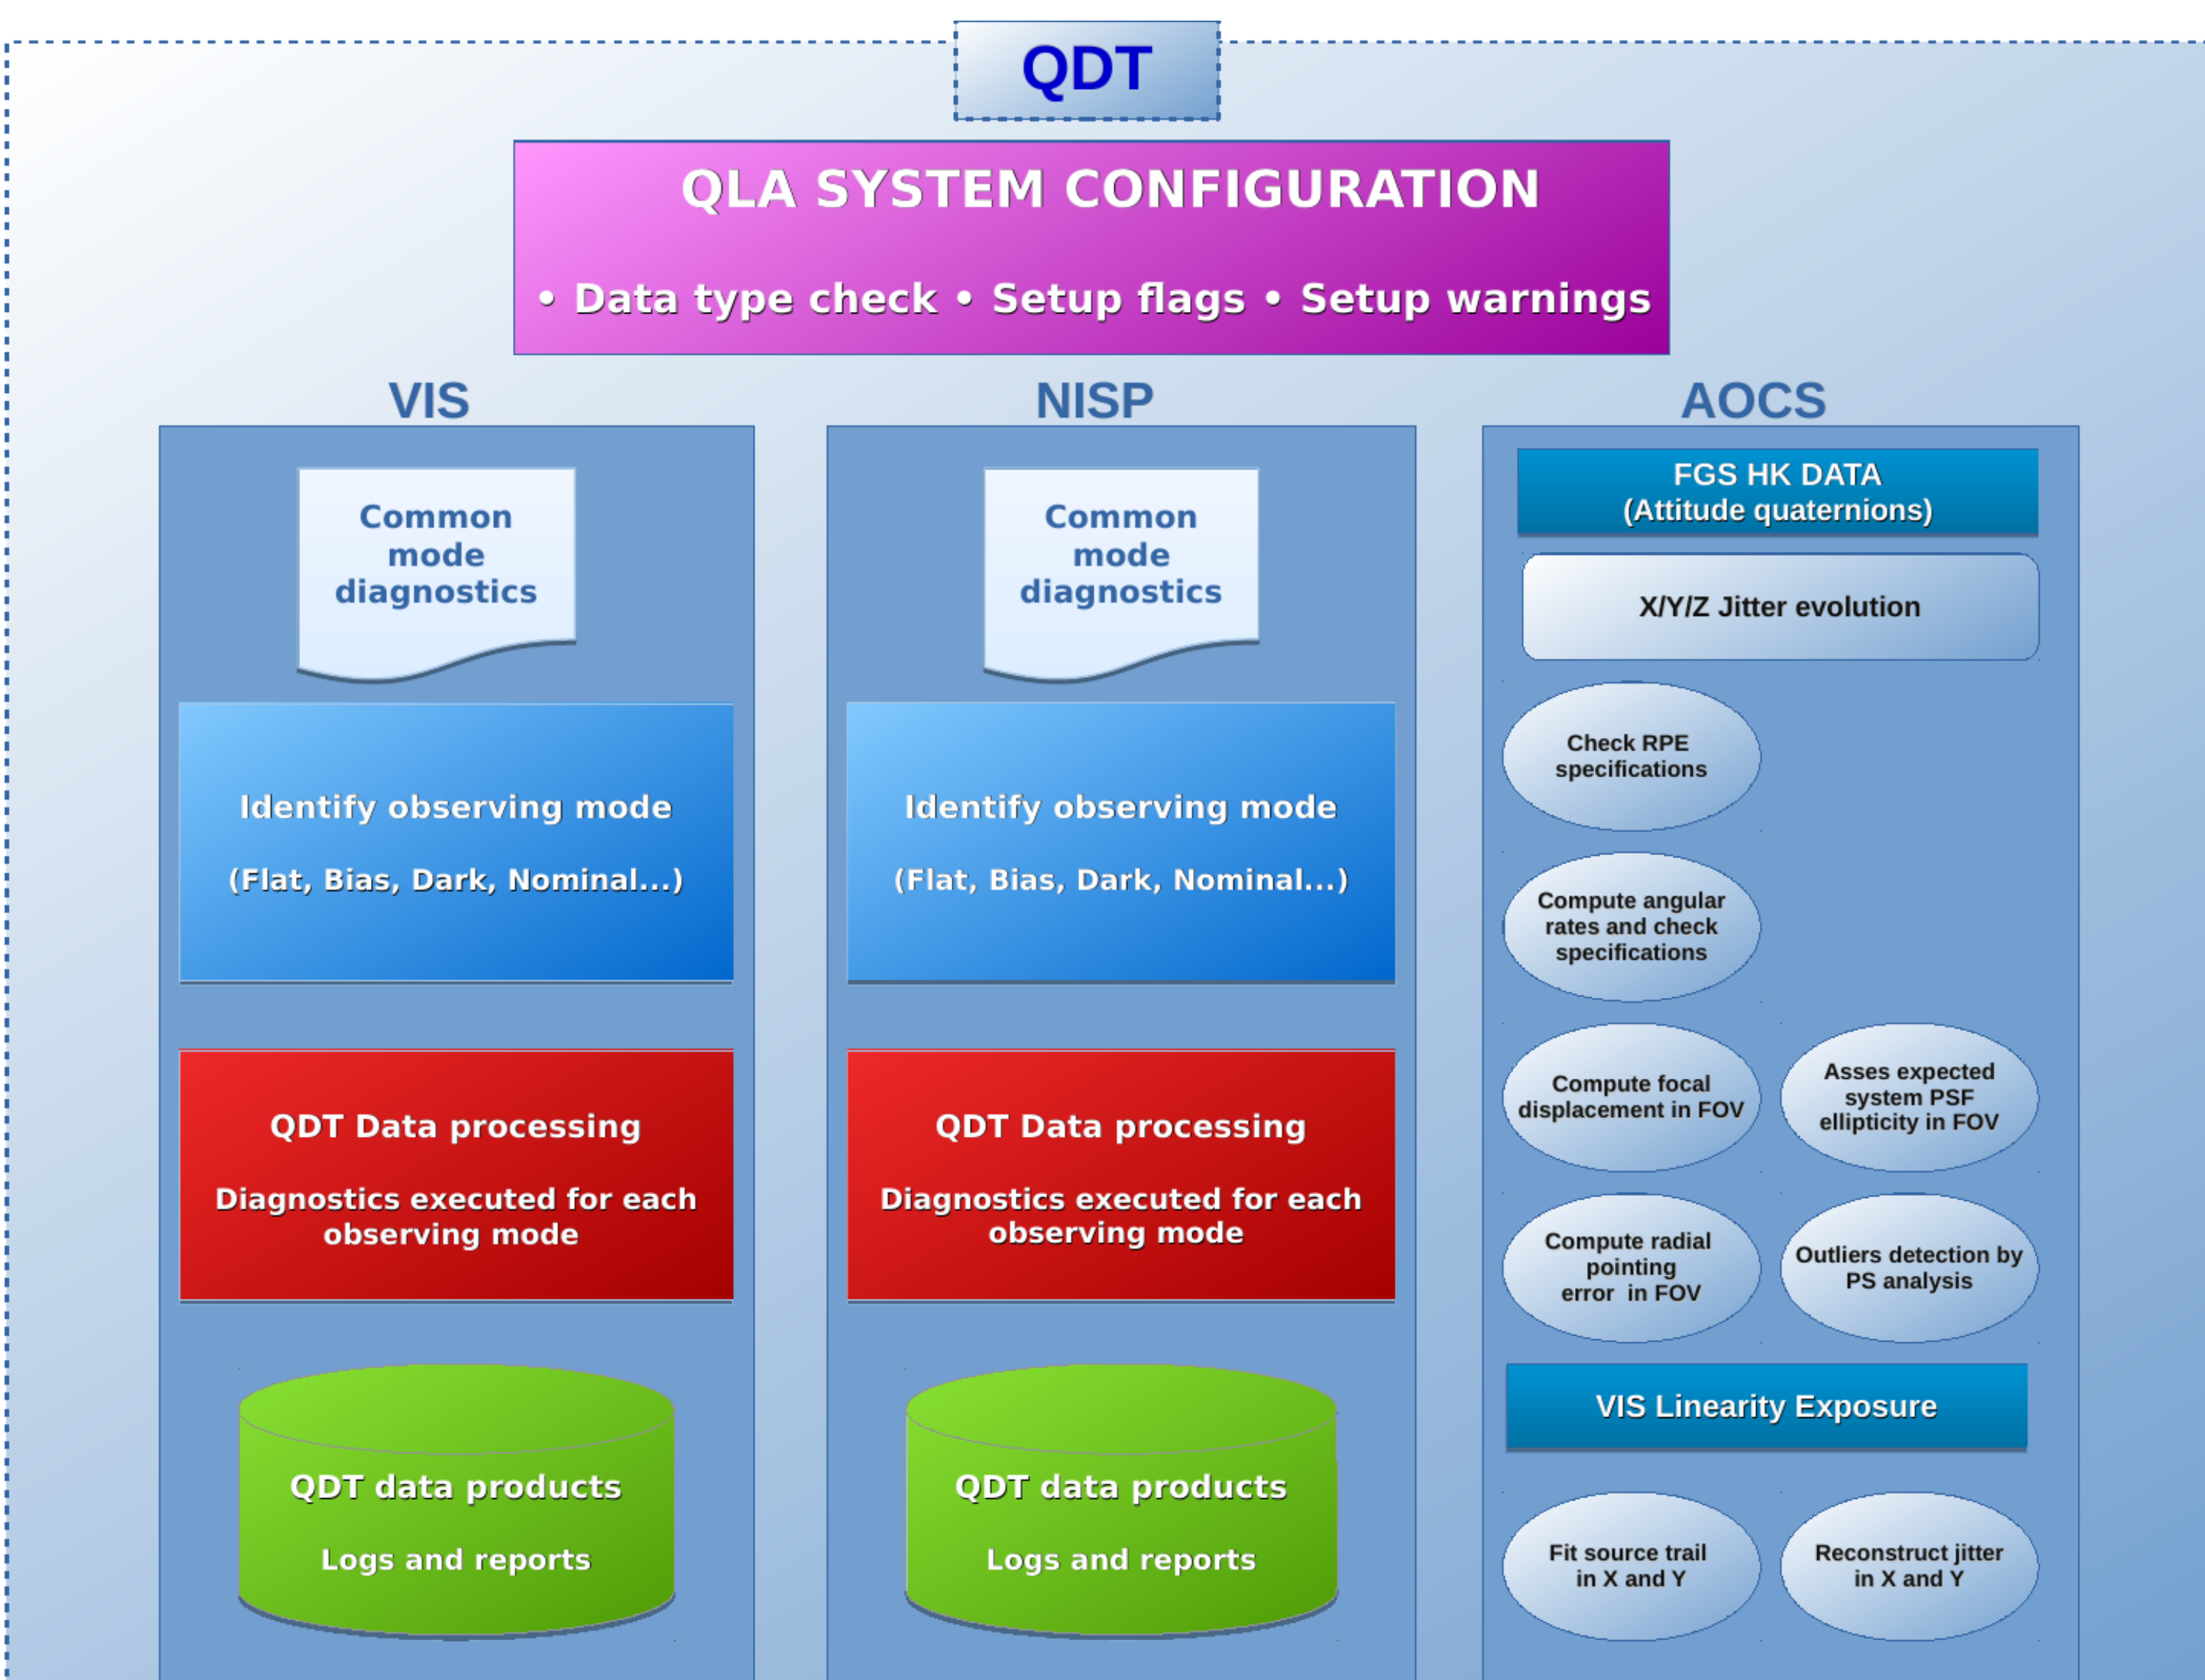 QDT
QLA SYSTEM CONFIGURATION
• Data type check • Setup flags • Setup warnings
VIS
Common
mode
diagnostics
Identify observing mode
(Flat, Bias, Dark, Nominal...)
QDT Data processing
Diagnostics executed for each
observing mode
QDT data products
Logs and reports
NISP
Common
mode
diagnostics
Identify observing mode
(Flat, Bias, Dark, Nominal...)
QDT Data processing
Diagnostics executed for each
observing mode
QDT data products
Logs and reports
AOCS
FGS HK DATA
(Attitude quaternions)
X/Y/Z Jitter evolution
Check RPE
specifications
Compute angular
rates and check
specifications
Compute focal
displacement in FOV
Asses expected
system PSF
ellipticity in FOV
Compute radial
pointing
error in FOV
Outliers detection by
PS analysis
VIS Linearity Exposure
Fit source trail
in X and Y
Reconstruct jitter
in X and Y